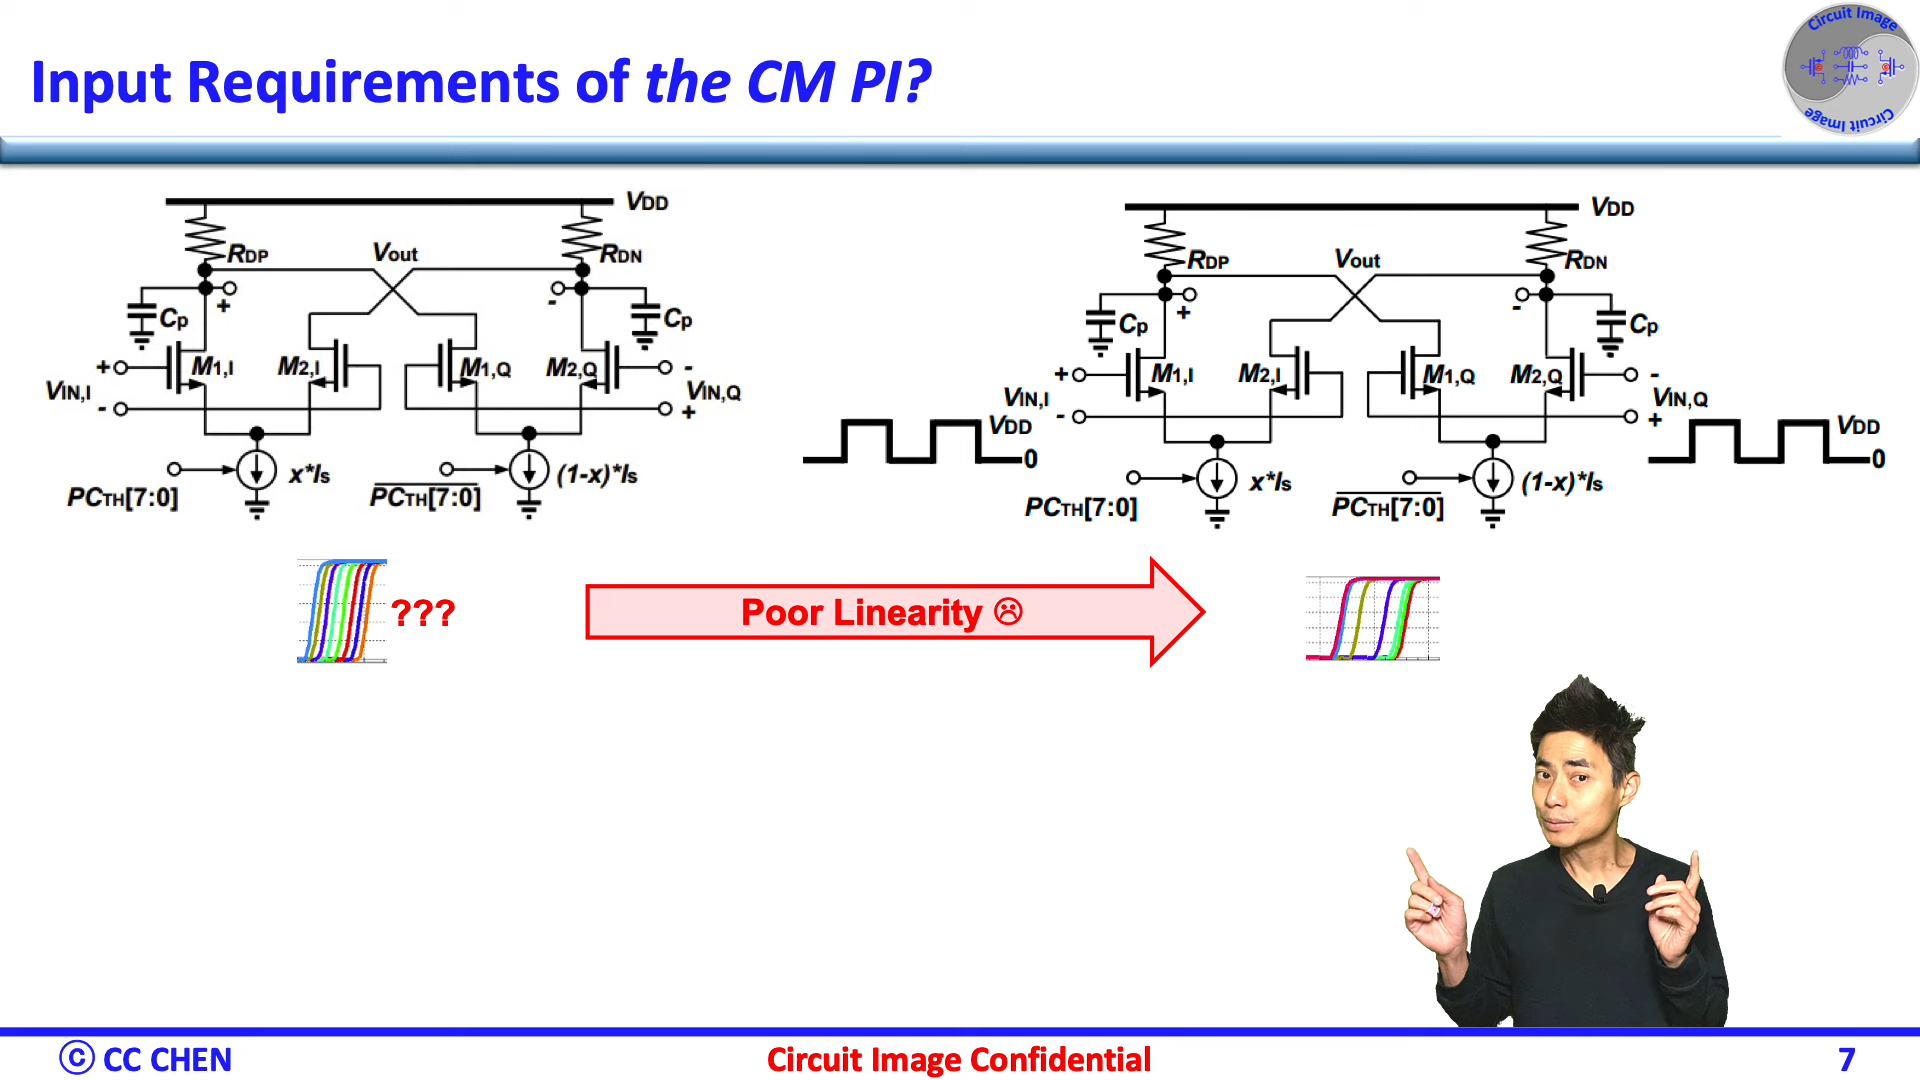 Input Requirements of the CM PI?
Circuit Image
Circuit Image
VDD
RDP
Vout
RDN
+
-
Cp
Cp
+
M1,I
M2,I
M1,Q
M2,Q
-
VIN,I
VIN,Q
-
+
x*Is
(1-x)*Is
PCTH[7:0]
PCTH[7:0]
VDD
RDP
Vout
RDN
+
-
Cp
Cp
+
M1,I
M2,I
M1,Q
M2,Q
-
VIN,I
VIN,Q
-
+
VDD
0
VDD
0
x*Is
(1-x)*Is
PCTH[7:0]
PCTH[7:0]
???
Poor Linearity ☹
© CC CHEN
Circuit Image Confidential
7